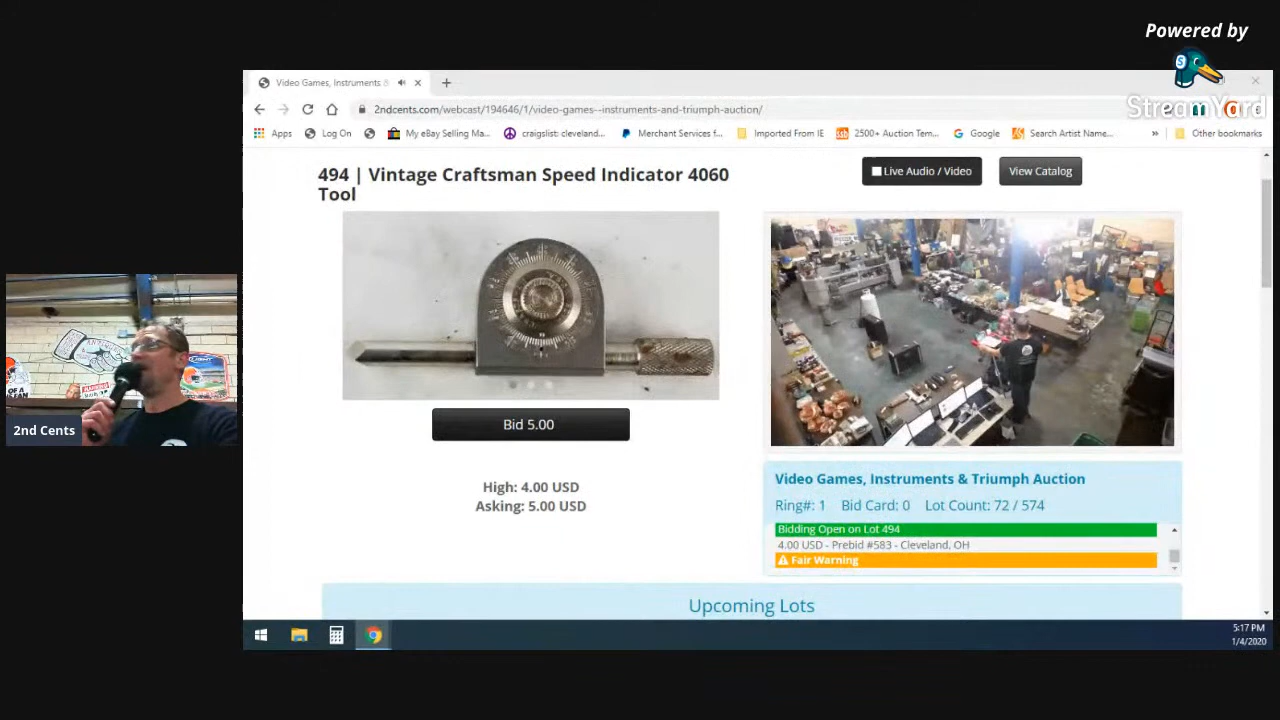 Powered by
StreamYard
Video Games, Instruments &
2ndcents.com/webcast/194646/1/video-games--instruments-and-triumph-auction/
Apps
Log On
My eBay Selling Ma...
craigslist: cleveland...
Merchant Services f...
Imported From IE
2500+ Auction Tem...
Google
Search Artist Name...
»
Other bookmarks
494 | Vintage Craftsman Speed Indicator 4060
Tool
Live Audio / Video
View Catalog
Bid 5.00
High: 4.00 USD
Asking: 5.00 USD
Video Games, Instruments & Triumph Auction
Ring#: 1 Bid Card: 0 Lot Count: 72 / 574
Bidding Open on Lot 494
4.00 USD - Prebid #583 - Cleveland, OH
Fair Warning
Upcoming Lots
2nd Cents
5:17 PM
1/4/2020